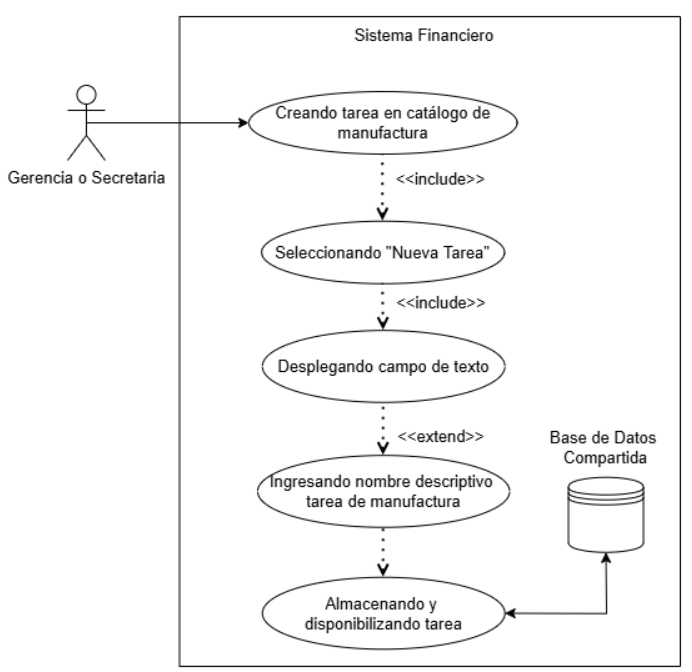 Sistema Financiero
Creando tarea en catálogo de
manufactura
Gerencia o Secretaria
<<include>>
Seleccionando "Nueva Tarea"
<<include>>
Desplegando campo de texto
<<extend>>
Base de Datos
Compartida
Ingresando nombre descriptivo
tarea de manufactura
Almacenando y
disponibilizando tarea